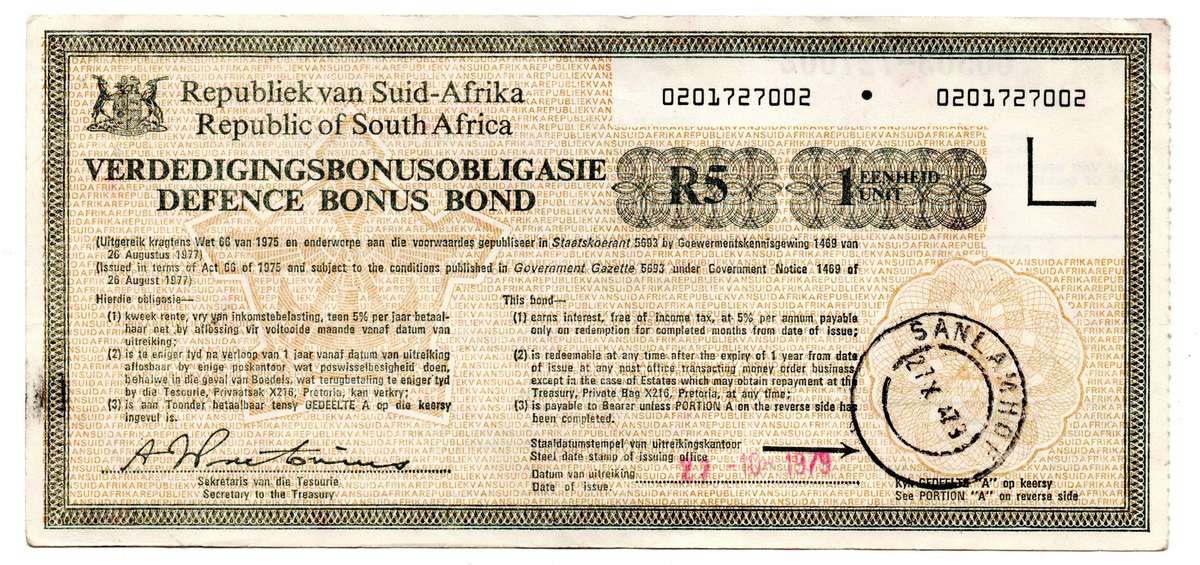 Republiek van Suid-Afrika
Republic of South Africa
VERDEDIGINGSBONUSOBLIGASIE
DEFENCE BONUS BOND
0201727002 • 0201727002
R5
1 EENHEID
UNIT
(Uitgereik kragtens Wet 66 van 1975 en onderworpe aan die voorwaardes gepubliseer in Staatskoerant 5693 by Goewermentskennisgewing 1469 van
26 Augustus 1977)
(Issued in terms of Act 66 of 1975 and subject to the conditions published in Government Gazette 5693 under Government Notice 1469 of
26 August 1977)
Hierdie obligasie—
(1) kweek rente, vry van inkomstebelasting, teen 5% per jaar betaal-
haar net by aflossing vir voltooide maande vanaf datum van
uitreiking;
(2) is te eniger tyd na verloop van 1 jaar vanaf datum van uitreiking
aflosbaar by enige poskantoor wat poswisselbesigheid doen,
behalwe in die geval van Boedels, wat terugbetaling te eniger tyd
by die Tesourie, Privaatsak X216, Pretoria, kan verkry;
(3) is aan Toonder betaalbaar tensy GEDEELTE A op die keersy
ingevul is.
Sekretaris van die Tesourie
Secretary to the Treasury
This bond—
(1) earns interest, free of income tax, at 5% per annum payable
only on redemption for completed months from date of issue;
(2) is redeemable at any time after the expiry of 1 year from date
of issue at any post office transacting money order business
except in the case of Estates which may obtain repayment at the
Treasury, Private Bag X216, Pretoria, at any time;
(3) is payable to Bearer unless PORTION A on the reverse side has
been completed.
Staaldatumstempel van uitreikingskantoor
Steel date stamp of issuing office
Datum van uitreiking
Date of issue
-10- 1979
SANLAMHOF
27 X
Kyk GEDEELTE "A" op keersy
See PORTION "A" on reverse side